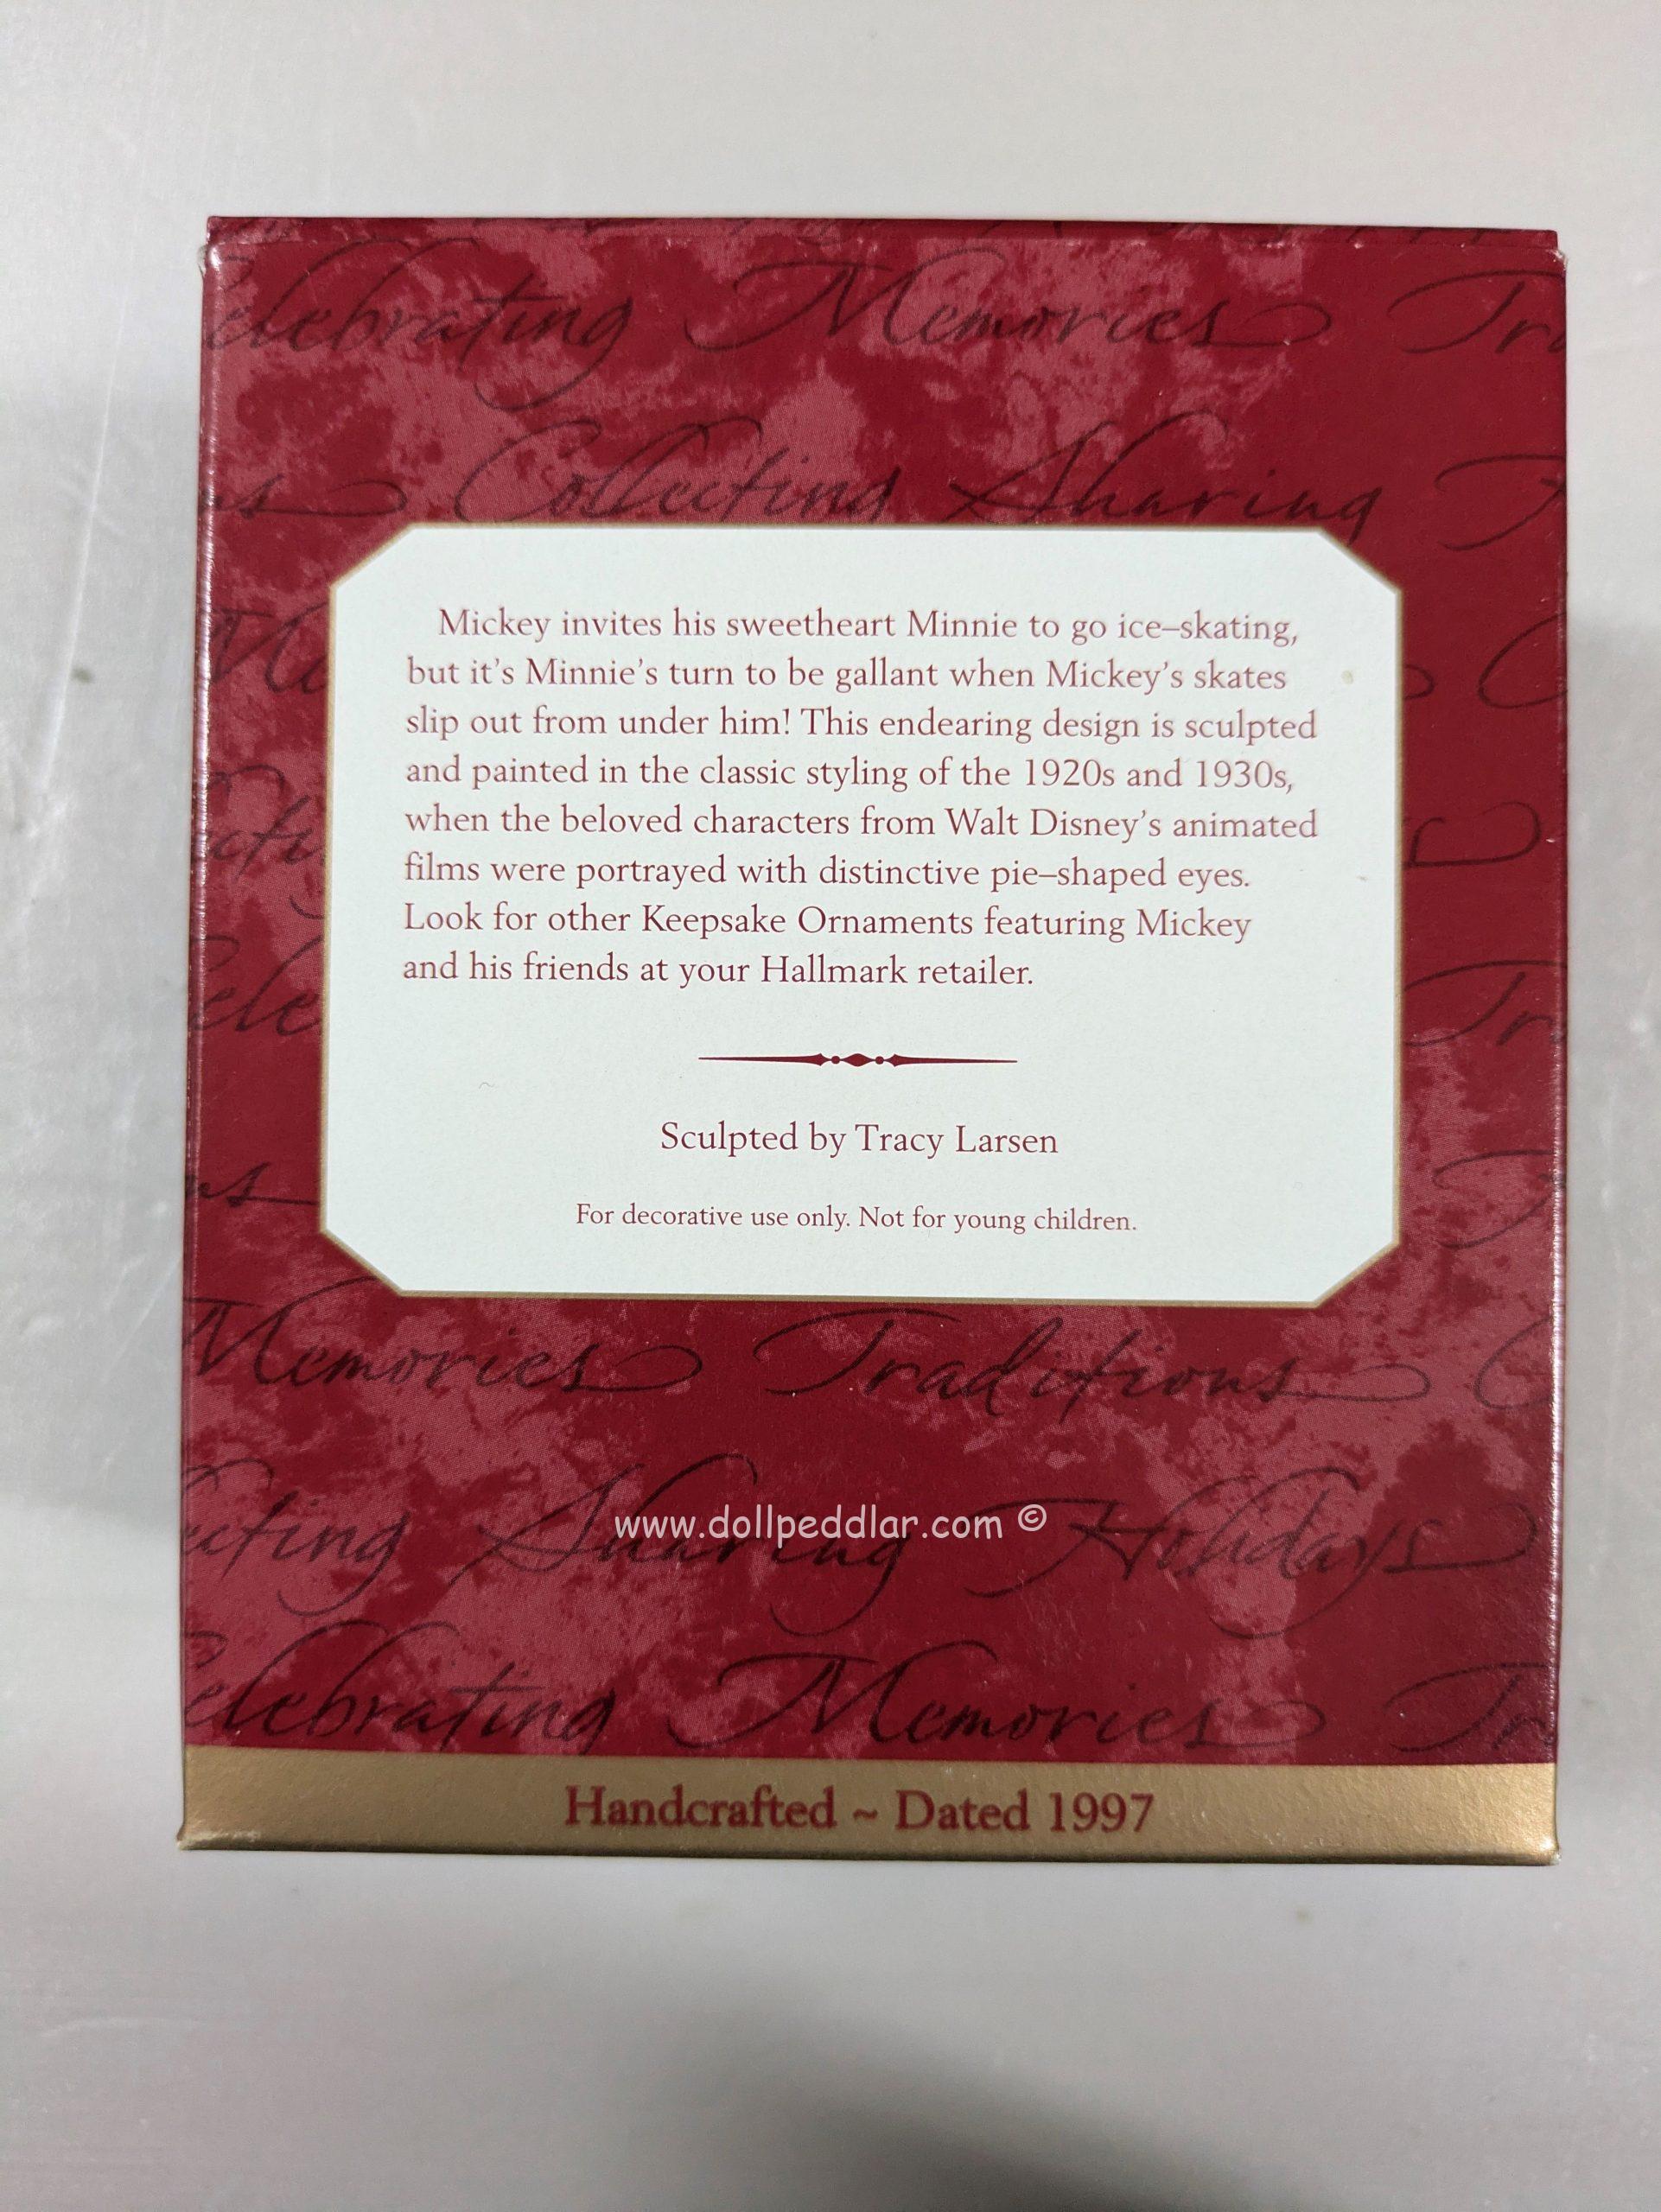 Celebrating Memories
Collecting Sharing
Mickey invites his sweetheart Minnie to go ice–skating,
but it's Minnie's turn to be gallant when Mickey's skates
slip out from under him! This endearing design is sculpted
and painted in the classic styling of the 1920s and 1930s,
when the beloved characters from Walt Disney's animated
films were portrayed with distinctive pie–shaped eyes.
Look for other Keepsake Ornaments featuring Mickey
and his friends at your Hallmark retailer.
Sculpted by Tracy Larsen
For decorative use only. Not for young children.
Memories Traditions
Sharing Holidays
www.dollpeddlar.com ©
Celebrating Memories
Handcrafted ~ Dated 1997